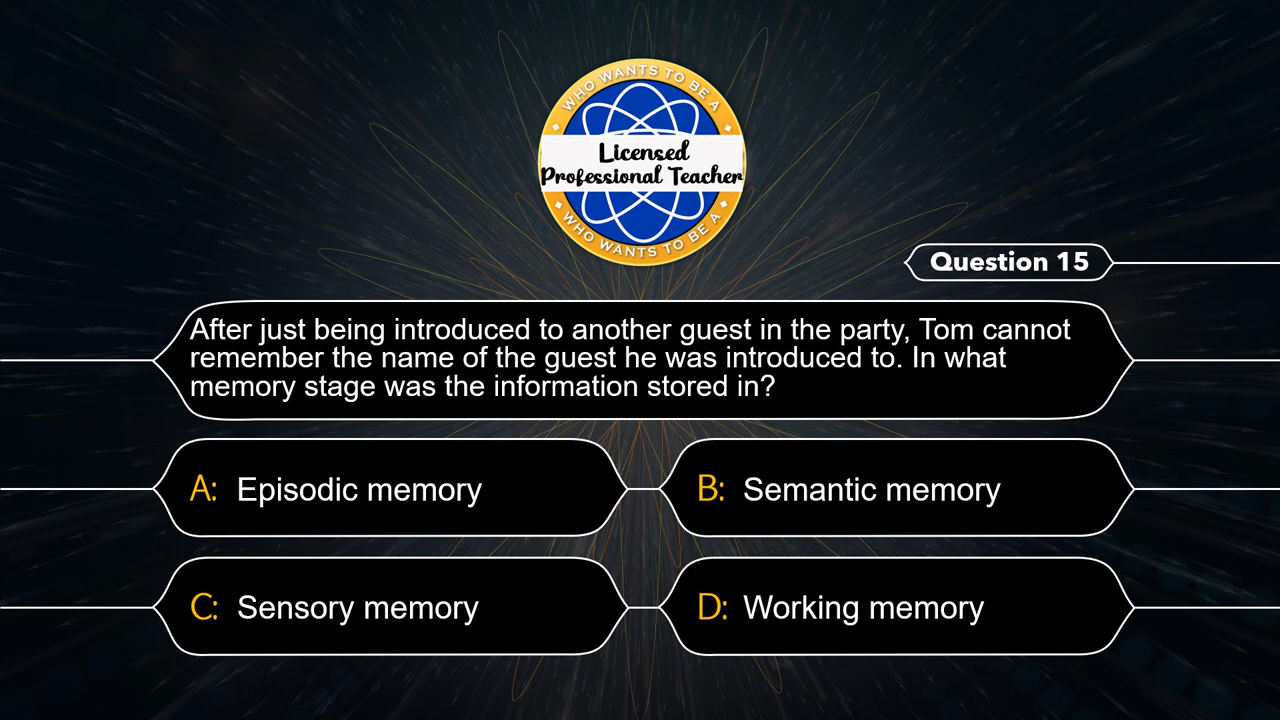 WHO WANTS TO BE A
Licensed
Professional Teacher
WHO WANTS TO BE A
Question 15
After just being introduced to another guest in the party, Tom cannot
remember the name of the guest he was introduced to. In what
memory stage was the information stored in?
A: Episodic memory
B: Semantic memory
C: Sensory memory
D: Working memory